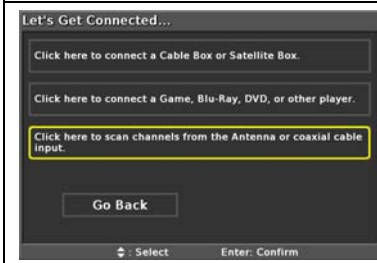 Let's Get Connected...
Click here to connect a Cable Box or Satellite Box.
Click here to connect a Game, Blu-Ray, DVD, or other player.
Click here to scan channels from the Antenna or coaxial cable
input.
Go Back
: Select Enter: Confirm